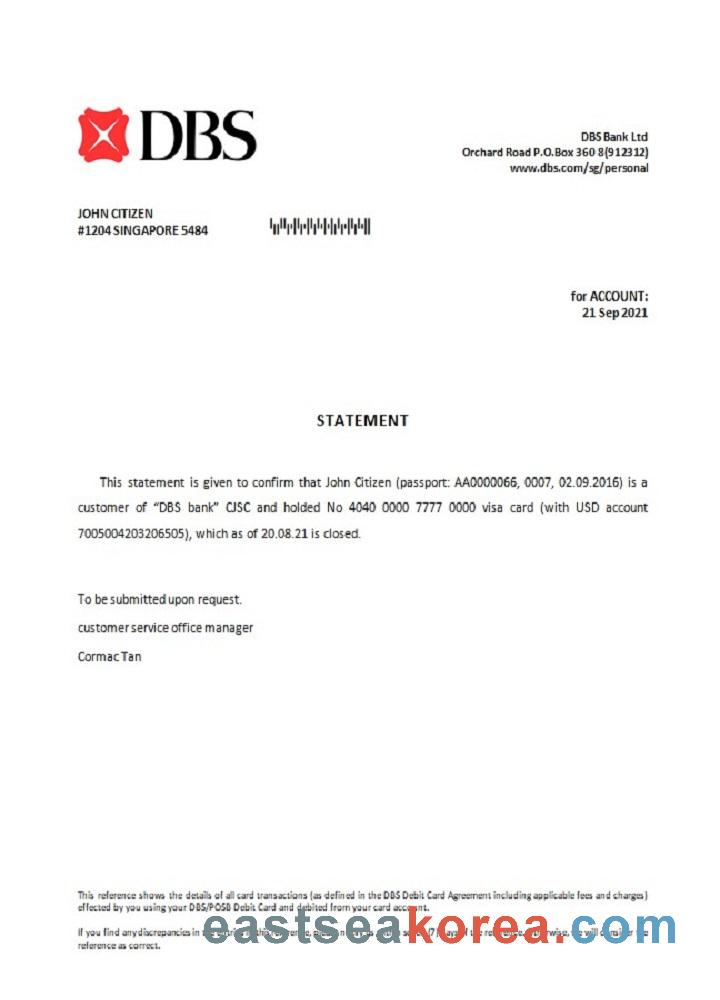 DBS
DBS Bank Ltd
Orchard Road P.O.Box 360 8(912312)
www.dbs.com/sg/personal
JOHN CITIZEN
#1204 SINGAPORE 5484
for ACCOUNT:
21 Sep 2021
STATEMENT
This statement is given to confirm that John Citizen (passport: AA0000066, 0007, 02.09.2016) is a
customer of “DBS bank” CJSC and holded No 4040 0000 7777 0000 visa card (with USD account
7005004203206505), which as of 20.08.21 is closed.
To be submitted upon request.
customer service office manager
Cormac Tan
This reference shows the details of all card transactions (as defined in the DBS Debit Card Agreement including applicable fees and charges)
effected by you using your DBS/POSB Debit Card and debited from your card account.
eastseakorea.com
If you find any discrepancies in the
reference as correct.